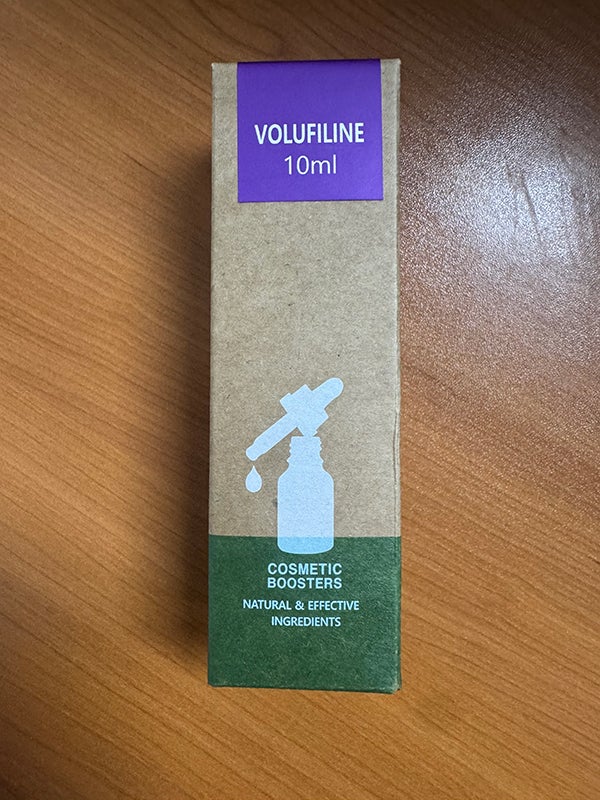 VOLUFILINE
10ml
COSMETIC
BOOSTERS
NATURAL & EFFECTIVE
INGREDIENTS